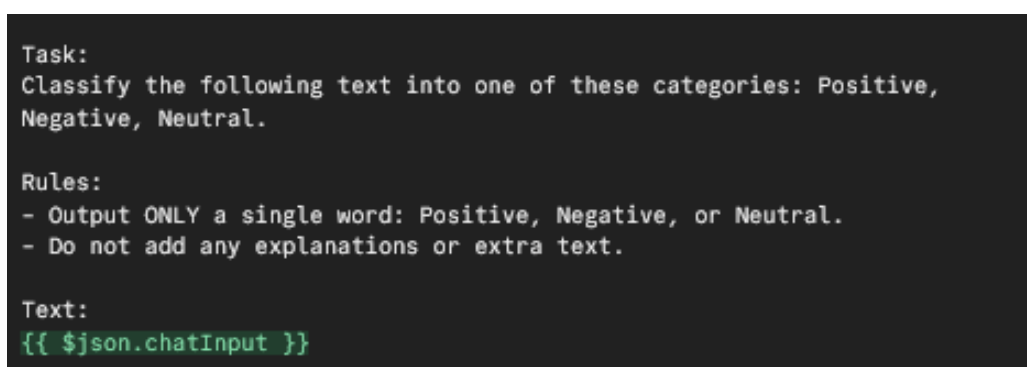 Task:
Classify the following text into one of these categories: Positive,
Negative, Neutral.
Rules:
- Output ONLY a single word: Positive, Negative, or Neutral.
- Do not add any explanations or extra text.
Text:
{{ $json.chatInput }}